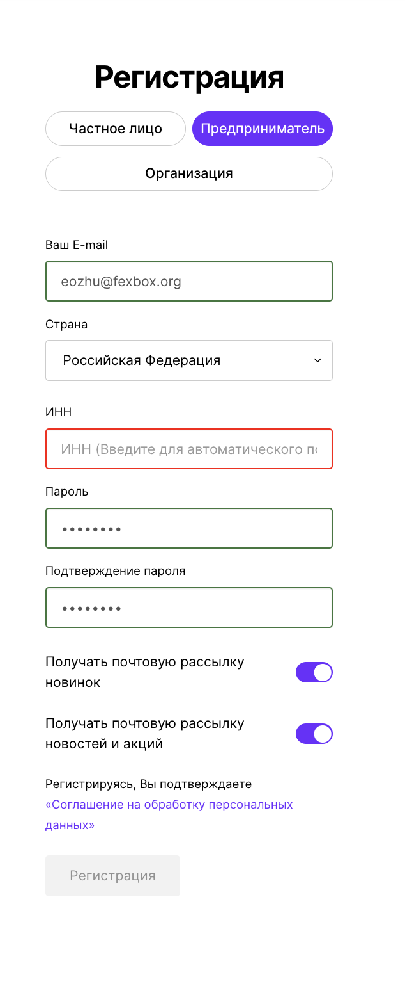 Регистрация
Частное лицо
Предприниматель
Организация
Ваш E-mail
eozhu@fexbox.org
Страна
Российская Федерация
ИНН
ИНН (Введите для автоматического по
Пароль
••••••••
Подтверждение пароля
••••••••
Получать почтовую рассылку
новинок
Получать почтовую рассылку
новостей и акций
Регистрируясь, Вы подтверждаете
«Соглашение на обработку персональных
данных»
Регистрация